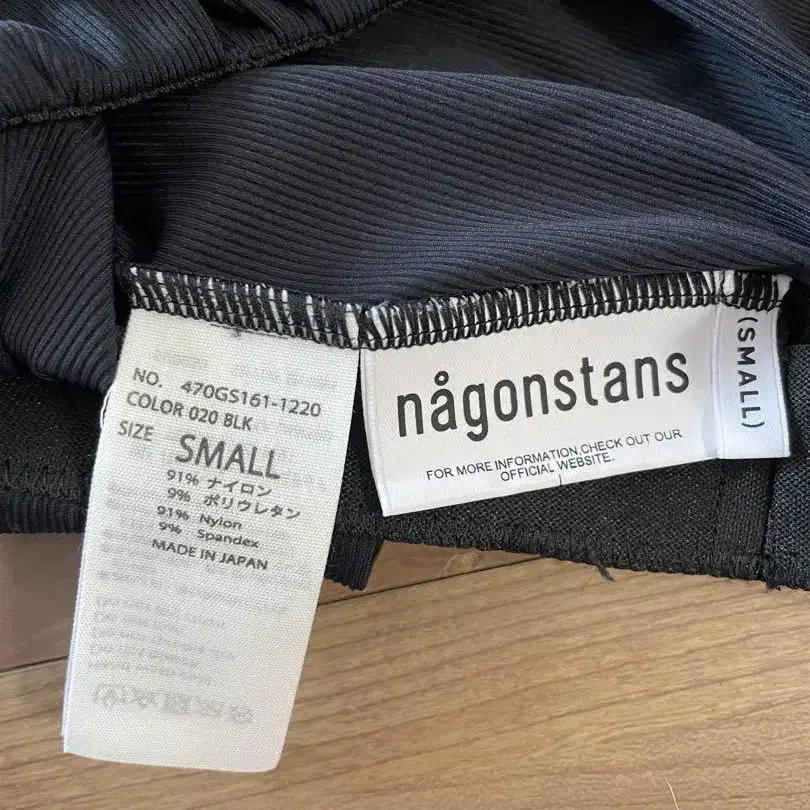 NO. 470GS161-1220
COLOR 020 BLK
SIZE SMALL
91% ナイロン
9% ポリウレタン
91% Nylon
9% Spandex
MADE IN JAPAN
någonstans
FOR MORE INFORMATION,CHECK OUT OUR
OFFICIAL WEBSITE.
(SMALL)